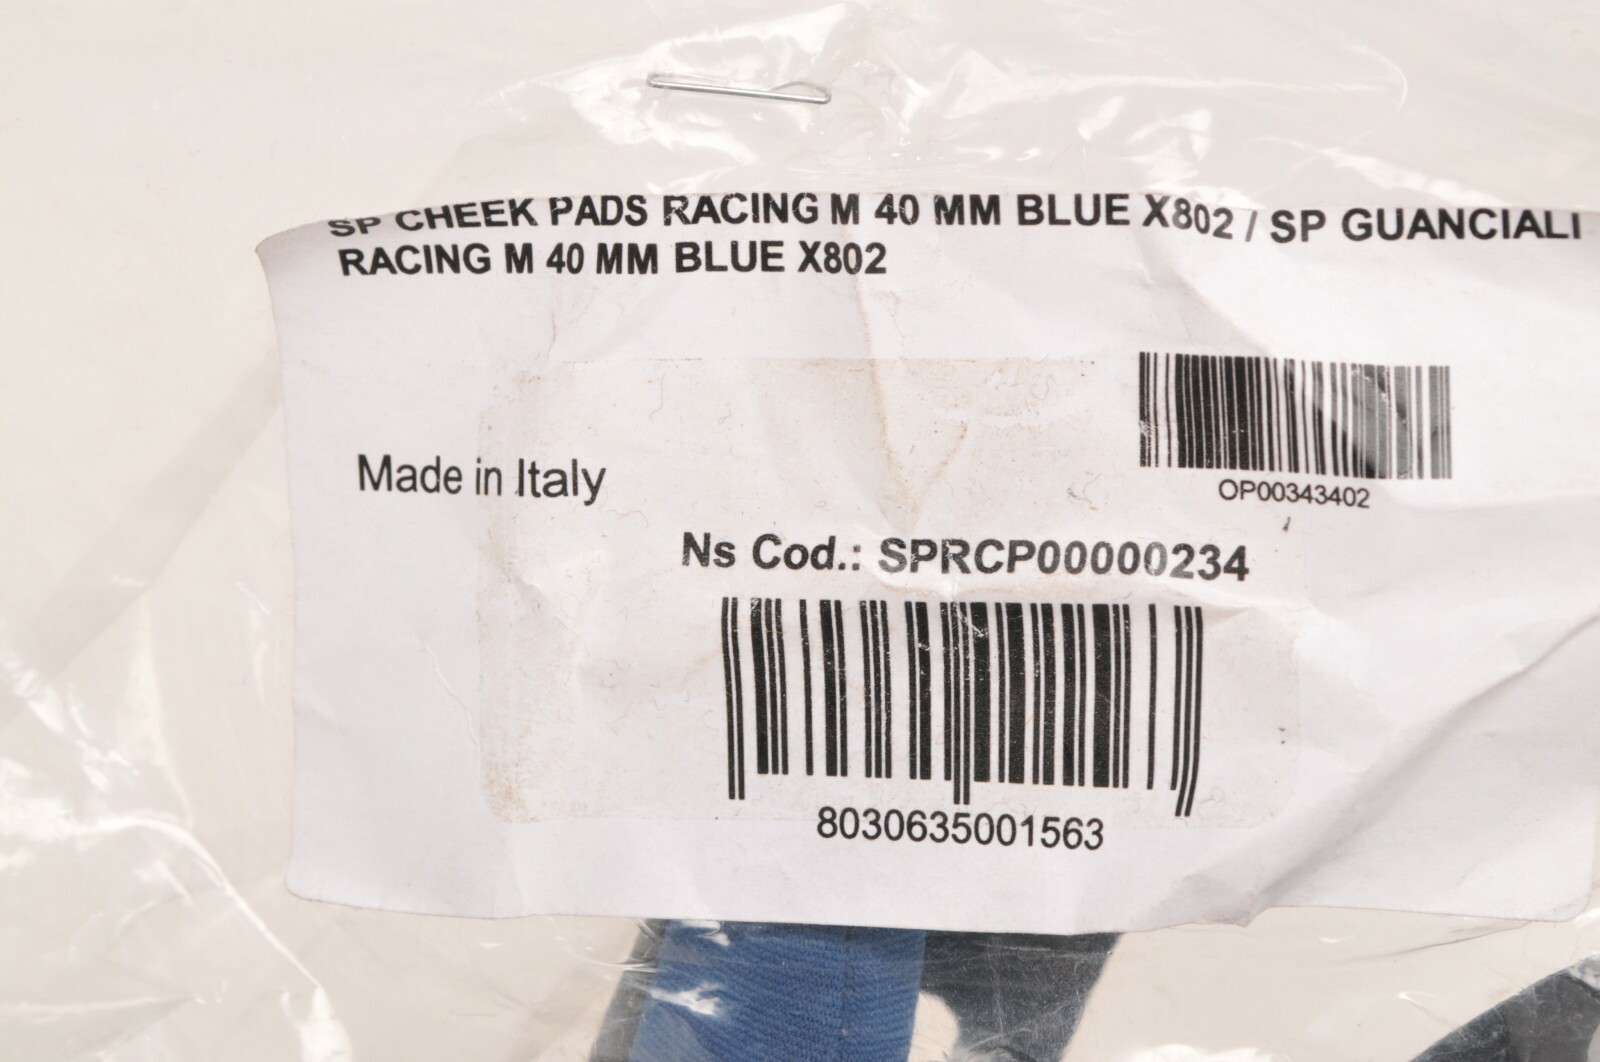 SP CHEEK PADS RACING M 40 MM BLUE X802 / SP GUANCIALI
RACING M 40 MM BLUE X802
OP00343402
Made in Italy
Ns Cod.: SPRCP00000234
8030635001563